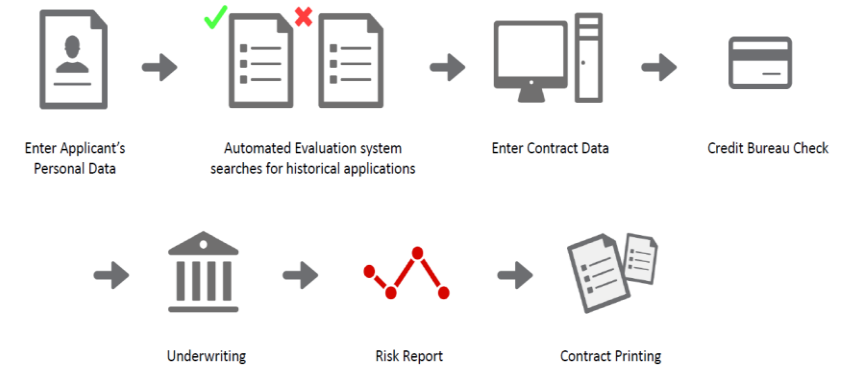 Enter Applicant's
Personal Data
Automated Evaluation system
searches for historical applications
Enter Contract Data
Credit Bureau Check
Underwriting
Risk Report
Contract Printing